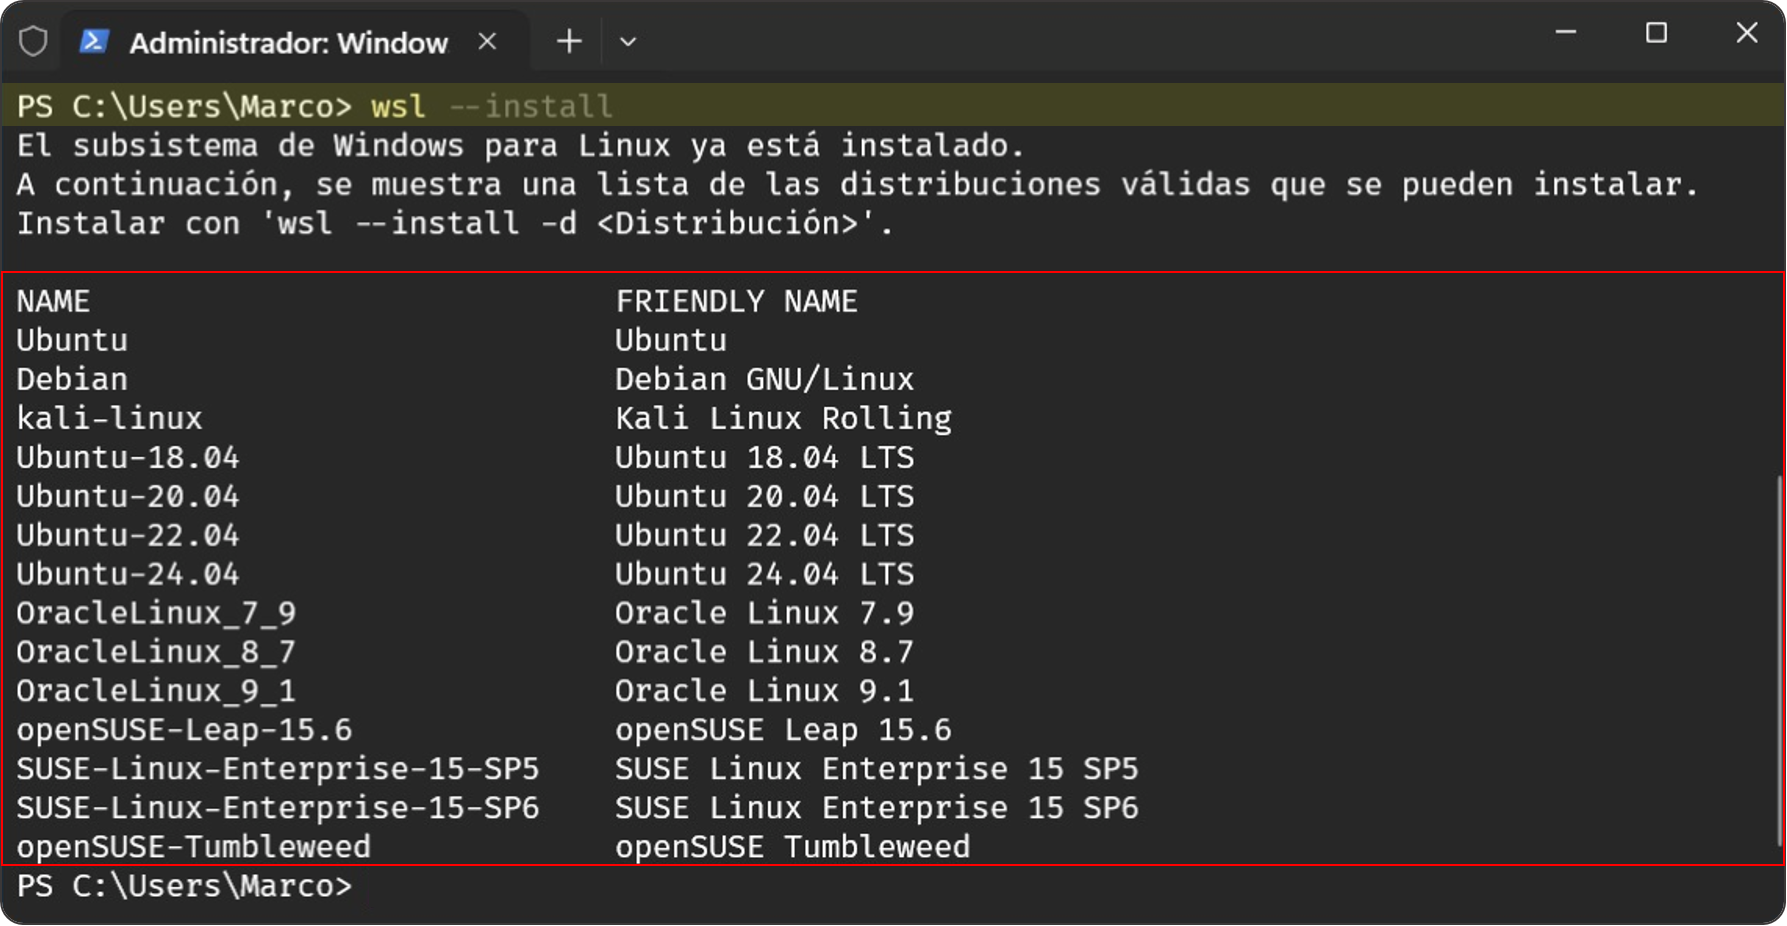 Administrador: Window
PS C:\Users\Marco> wsl --install
El subsistema de Windows para Linux ya está instalado.
A continuación, se muestra una lista de las distribuciones válidas que se pueden instalar.
Instalar con 'wsl --install -d <Distribución>'.
NAME FRIENDLY NAME
Ubuntu Ubuntu
Debian Debian GNU/Linux
kali-linux Kali Linux Rolling
Ubuntu-18.04 Ubuntu 18.04 LTS
Ubuntu-20.04 Ubuntu 20.04 LTS
Ubuntu-22.04 Ubuntu 22.04 LTS
Ubuntu-24.04 Ubuntu 24.04 LTS
OracleLinux_7_9 Oracle Linux 7.9
OracleLinux_8_7 Oracle Linux 8.7
OracleLinux_9_1 Oracle Linux 9.1
openSUSE-Leap-15.6 openSUSE Leap 15.6
SUSE-Linux-Enterprise-15-SP5 SUSE Linux Enterprise 15 SP5
SUSE-Linux-Enterprise-15-SP6 SUSE Linux Enterprise 15 SP6
openSUSE-Tumbleweed openSUSE Tumbleweed
PS C:\Users\Marco>